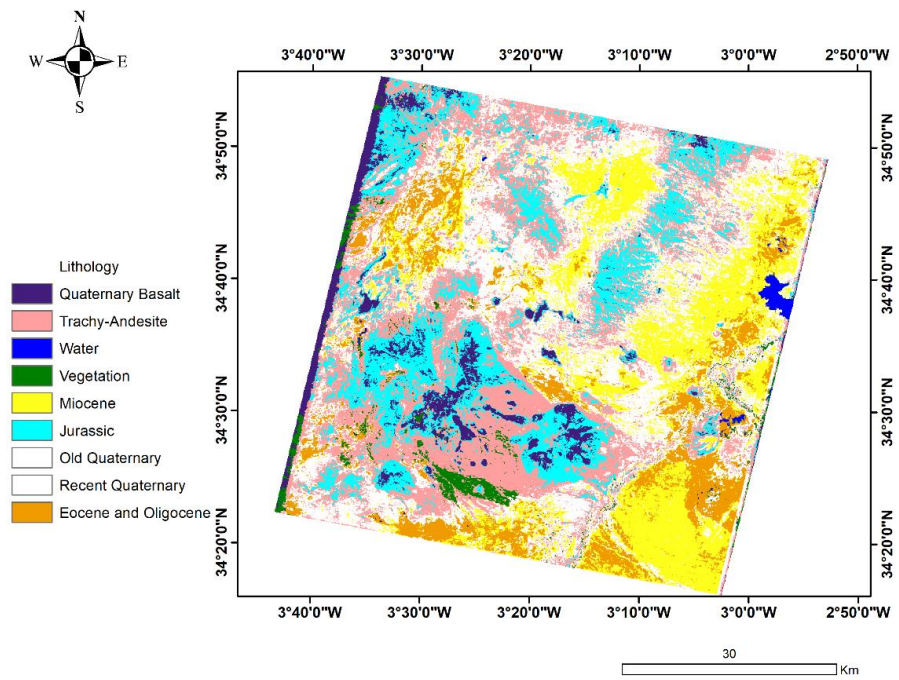 N
W E
S
3°40'0"W 3°30'0"W 3°20'0"W 3°10'0"W 3°0'0"W 2°50'0"W
34°50'0"N 34°50'0"N
34°40'0"N 34°40'0"N
34°30'0"N 34°30'0"N
34°20'0"N 34°20'0"N
Lithology
Quaternary Basalt
Trachy-Andesite
Water
Vegetation
Miocene
Jurassic
Old Quaternary
Recent Quaternary
Eocene and Oligocene
3°40'0"W 3°30'0"W 3°20'0"W 3°10'0"W 3°0'0"W 2°50'0"W
30
Km